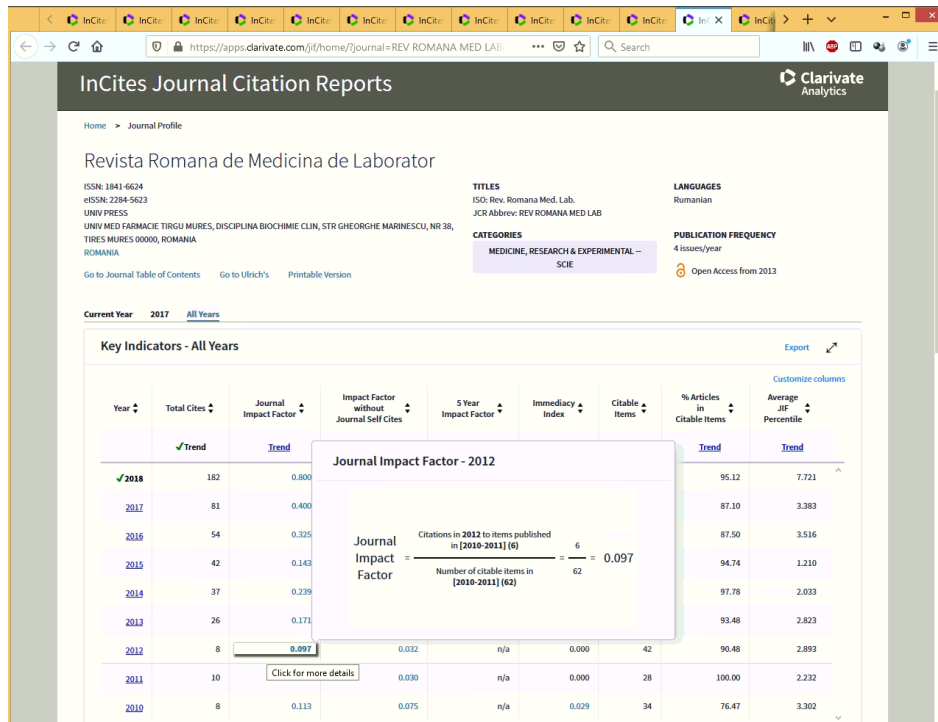 InCites InCites InCites InCites InCites InCites InCites InCites InCites InCites InC InCit
https://apps.clarivate.com/jif/home/?journal=REV ROMANA MED LAB
Search
ABP
InCites Journal Citation Reports
Clarivate
Analytics
Home > Journal Profile
Revista Romana de Medicina de Laborator
ISSN: 1841-6624
eISSN: 2284-5623
UNIV PRESS
UNIV MED FARMACIE TIRGU MURES, DISCIPLINA BIOCHIMIE CLIN, STR GHEORGHE MARINESCU, NR 38,
TIRES MURES 00000, ROMANIA
ROMANIA
Go to Journal Table of Contents Go to Ulrich's Printable Version
TITLES
ISO: Rev. Romana Med. Lab.
JCR Abbrev: REV ROMANA MED LAB
CATEGORIES
MEDICINE, RESEARCH & EXPERIMENTAL --
SCIE
LANGUAGES
Rumanian
PUBLICATION FREQUENCY
4 issues/year
Open Access from 2013
Current Year 2017 All Years
Key Indicators - All Years
Export
Customize columns
Year Total Cites Journal Impact Factor Impact Factor without Journal Self Cites 5 Year Impact Factor Immediacy Index Citable Items % Articles in Citable Items Average JIF Percentile
Trend Trend Trend Trend
2018 182 0.800 95.12 7.721
2017 81 0.400 87.10 3.383
2016 54 0.325 87.50 3.516
2015 42 0.143 94.74 1.210
2014 37 0.239 97.78 2.033
2013 26 0.171 93.48 2.823
2012 8 0.097 0.032 n/a 0.000 42 90.48 2.893
2011 10 0.030 n/a 0.000 28 100.00 2.232
2010 8 0.113 0.075 n/a 0.029 34 76.47 3.302
Journal Impact Factor - 2012
Journal
Impact
Factor
=
Citations in 2012 to items published
in [2010-2011] (6)
Number of citable items in
[2010-2011] (62)
=
6
62
= 0.097
Click for more details